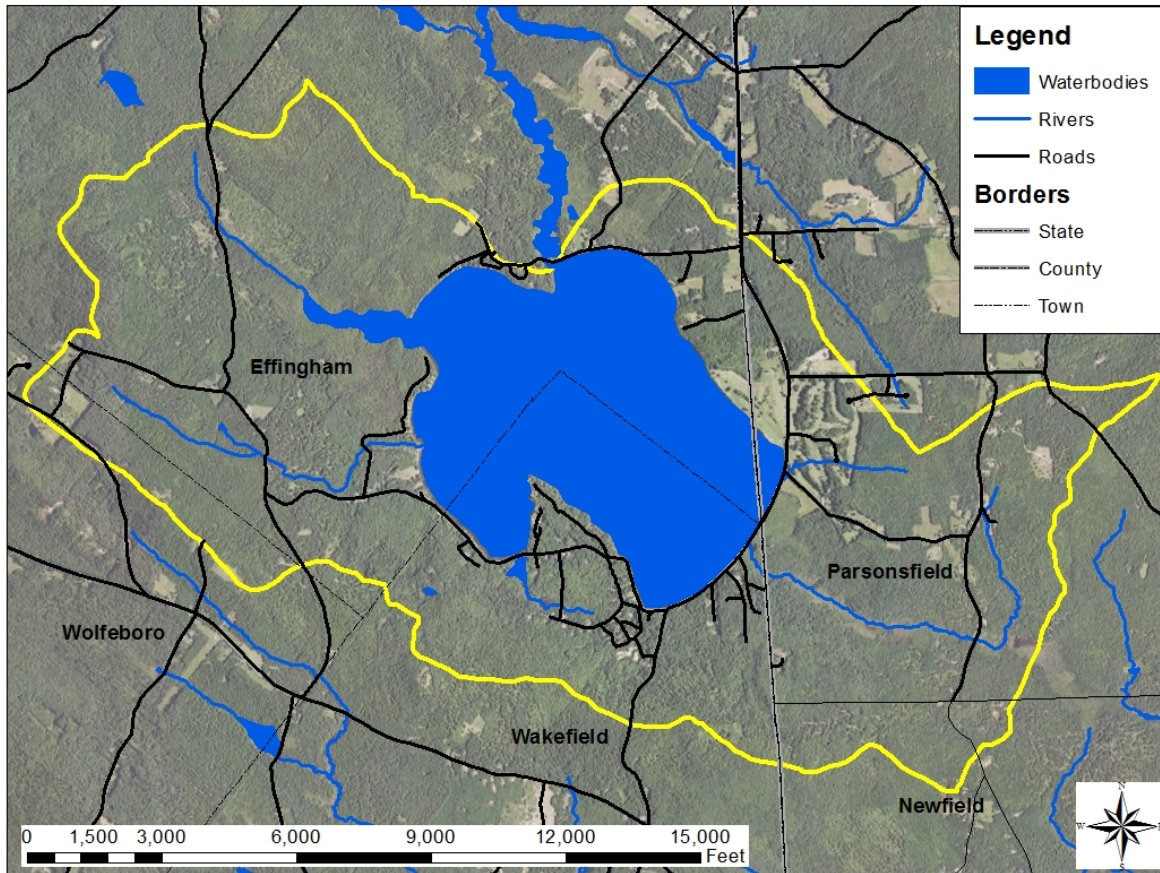 Legend
Waterbodies
Rivers
Roads
Borders
State
County
Town
Effingham
Parsonsfield
Wolfeboro
Wakefield
Newfield
N
W
S
0 1,500 3,000 6,000 9,000 12,000 15,000
Feet